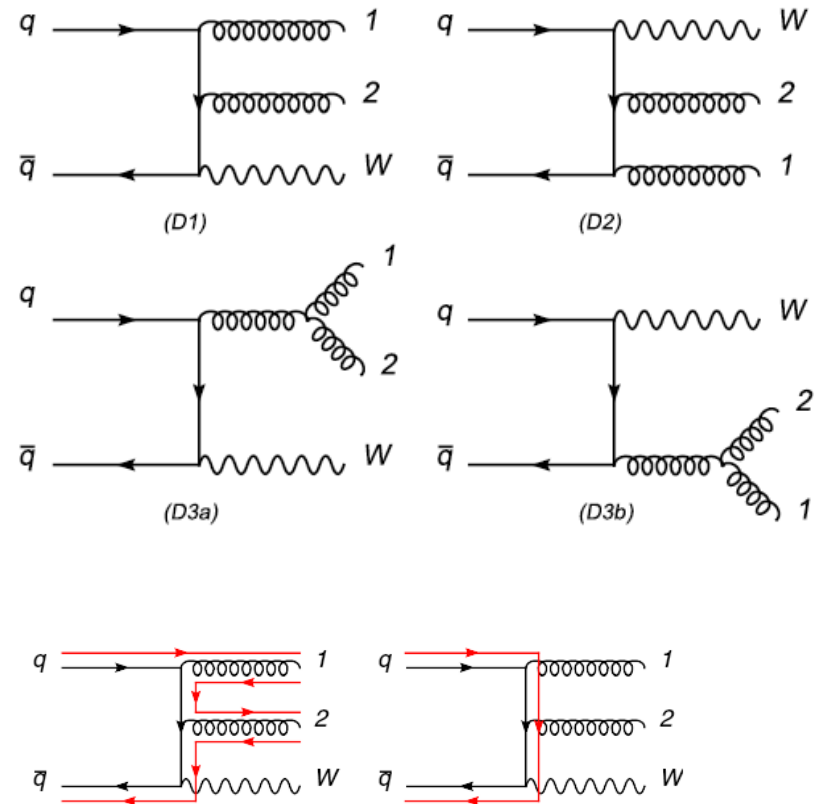 q 1 q W
2 2
q̅ W q̅ 1
(D1) (D2)
1
q q W
2 2
q̅ W q̅ 1
(D3a) (D3b)
q 1 q 1
2 2
q̅ W q̅ W